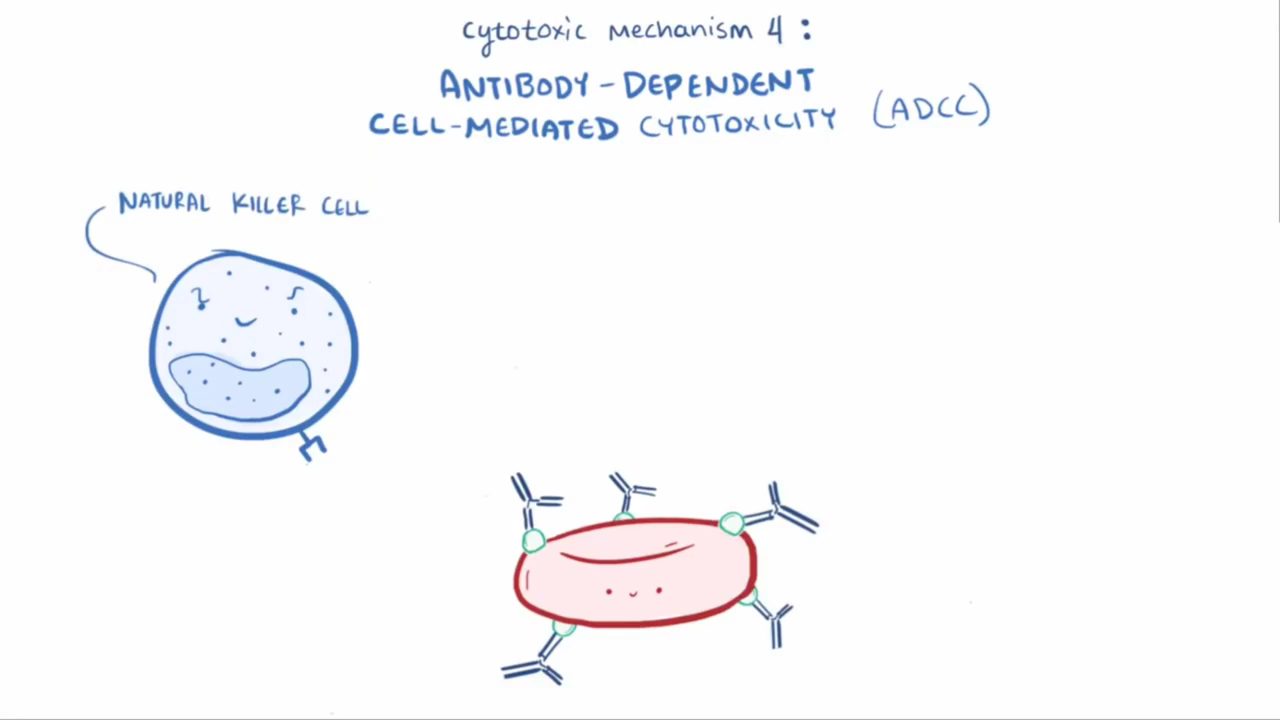 cytotoxic mechanism 4 :
ANTIBODY - DEPENDENT
CELL-MEDIATED CYTOTOXICITY (ADCC)
NATURAL KILLER CELL